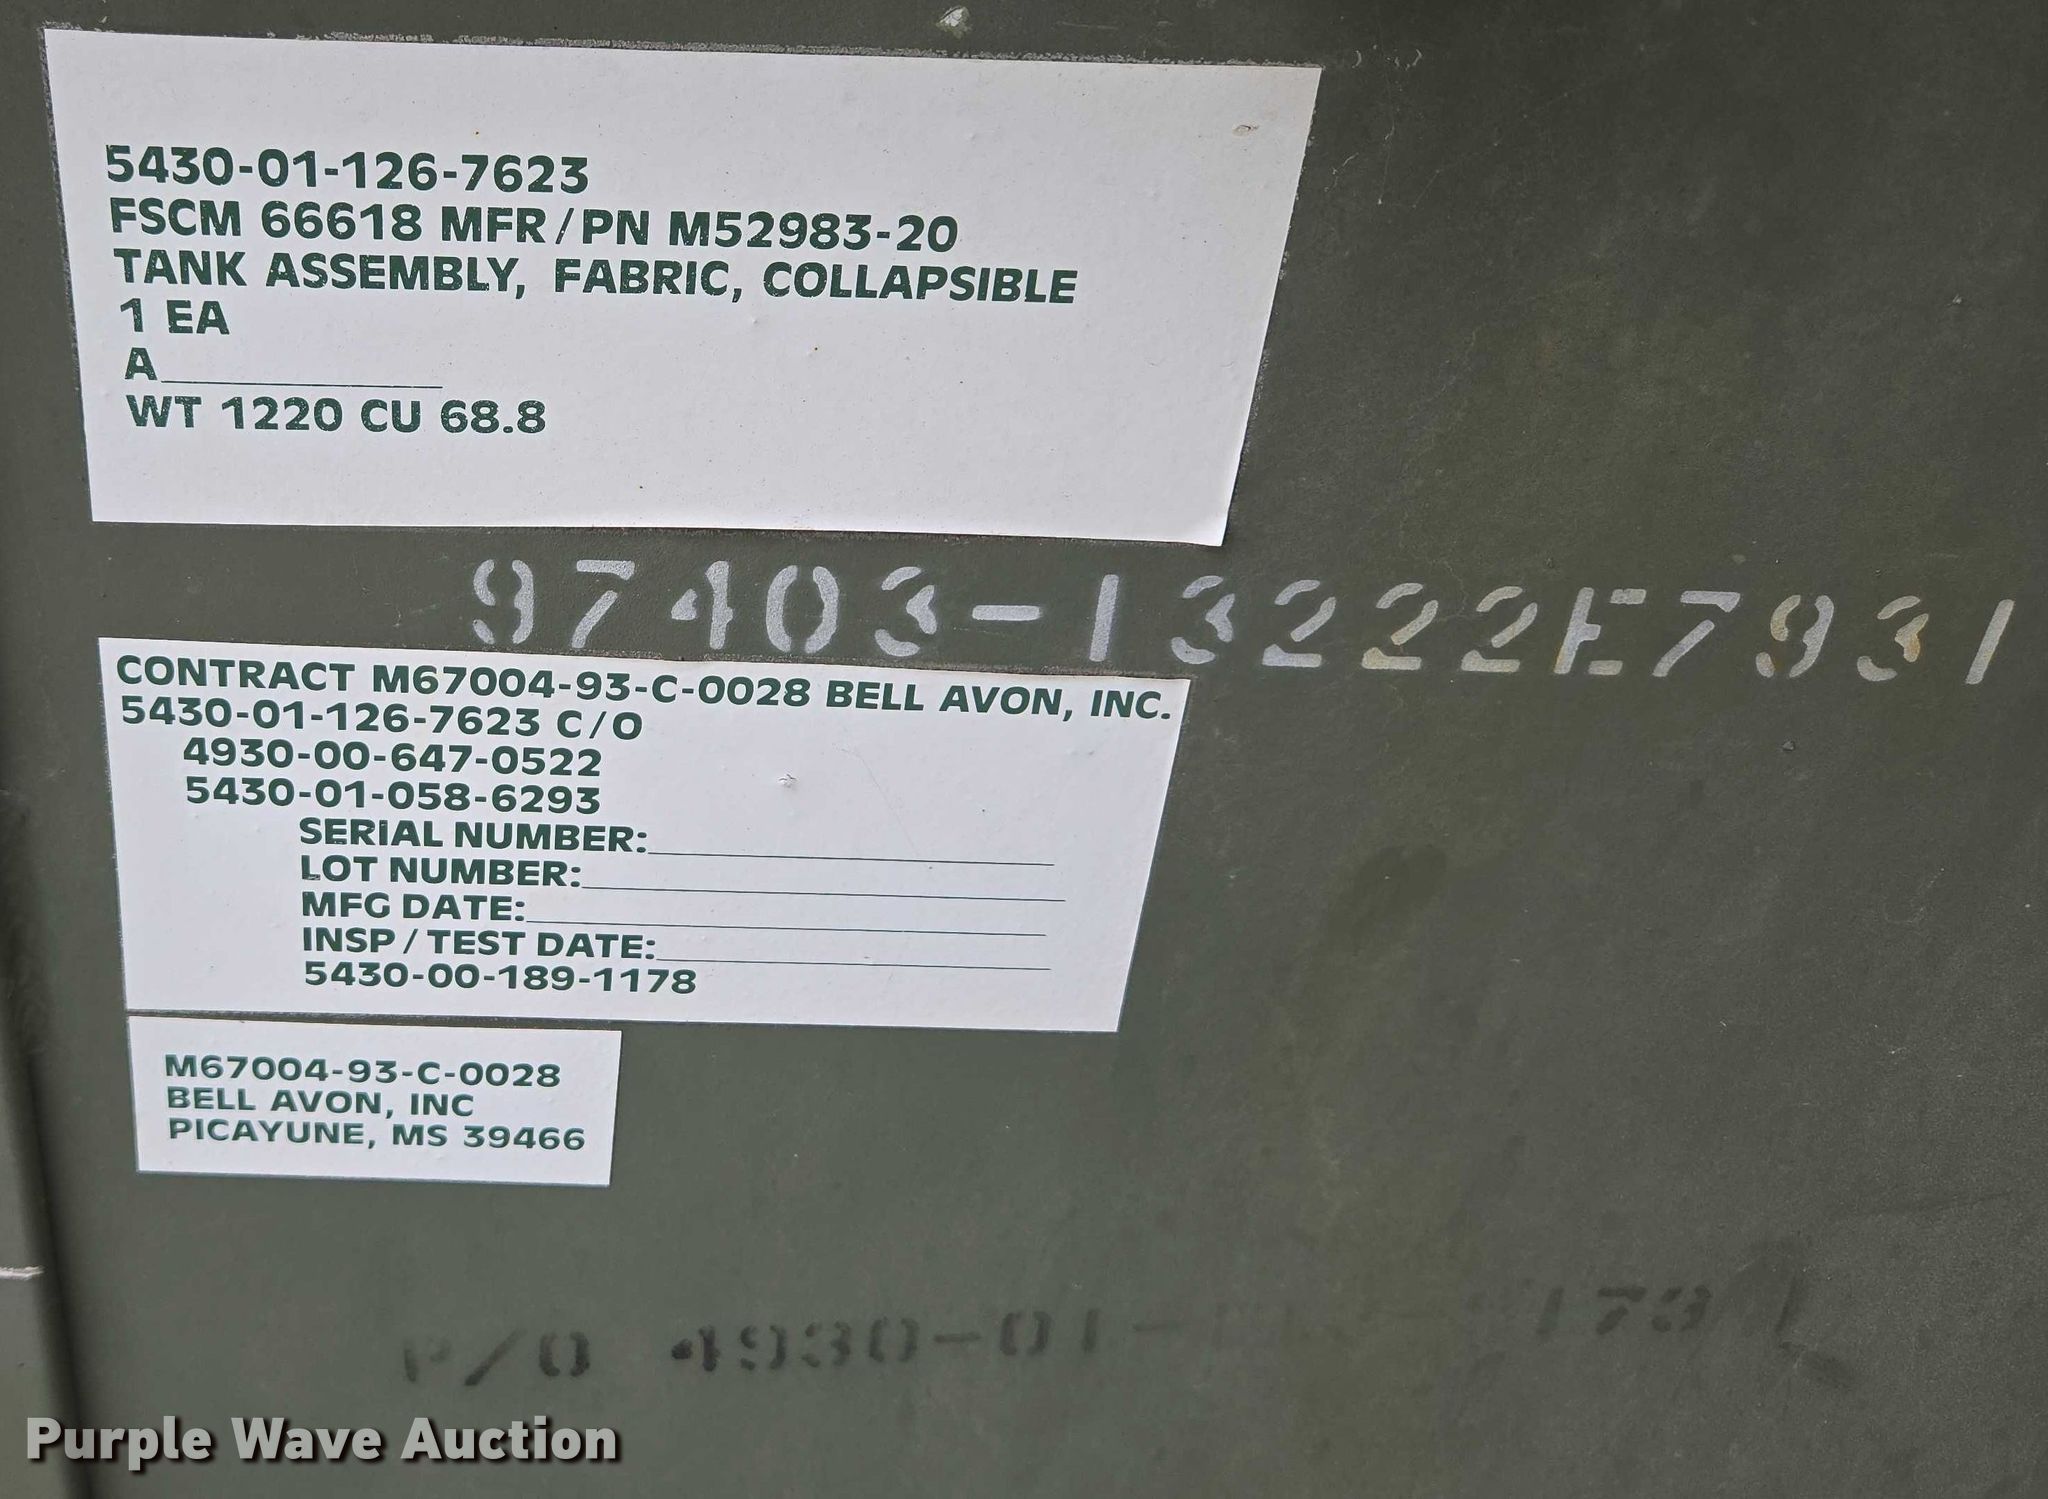 5430-01-126-7623
FSCM 66618 MFR/PN M52983-20
TANK ASSEMBLY, FABRIC, COLLAPSIBLE
1 EA
A
WT 1220 CU 68.8
97403-13222E7931
CONTRACT M67004-93-C-0028 BELL AVON, INC.
5430-01-126-7623 C/O
4930-00-647-0522
5430-01-058-6293
SERIAL NUMBER:
LOT NUMBER:
MFG DATE:
INSP/TEST DATE:
5430-00-189-1178
M67004-93-C-0028
BELL AVON, INC
PICAYUNE, MS 39466
P/O 4930-01-
Purple Wave Auction